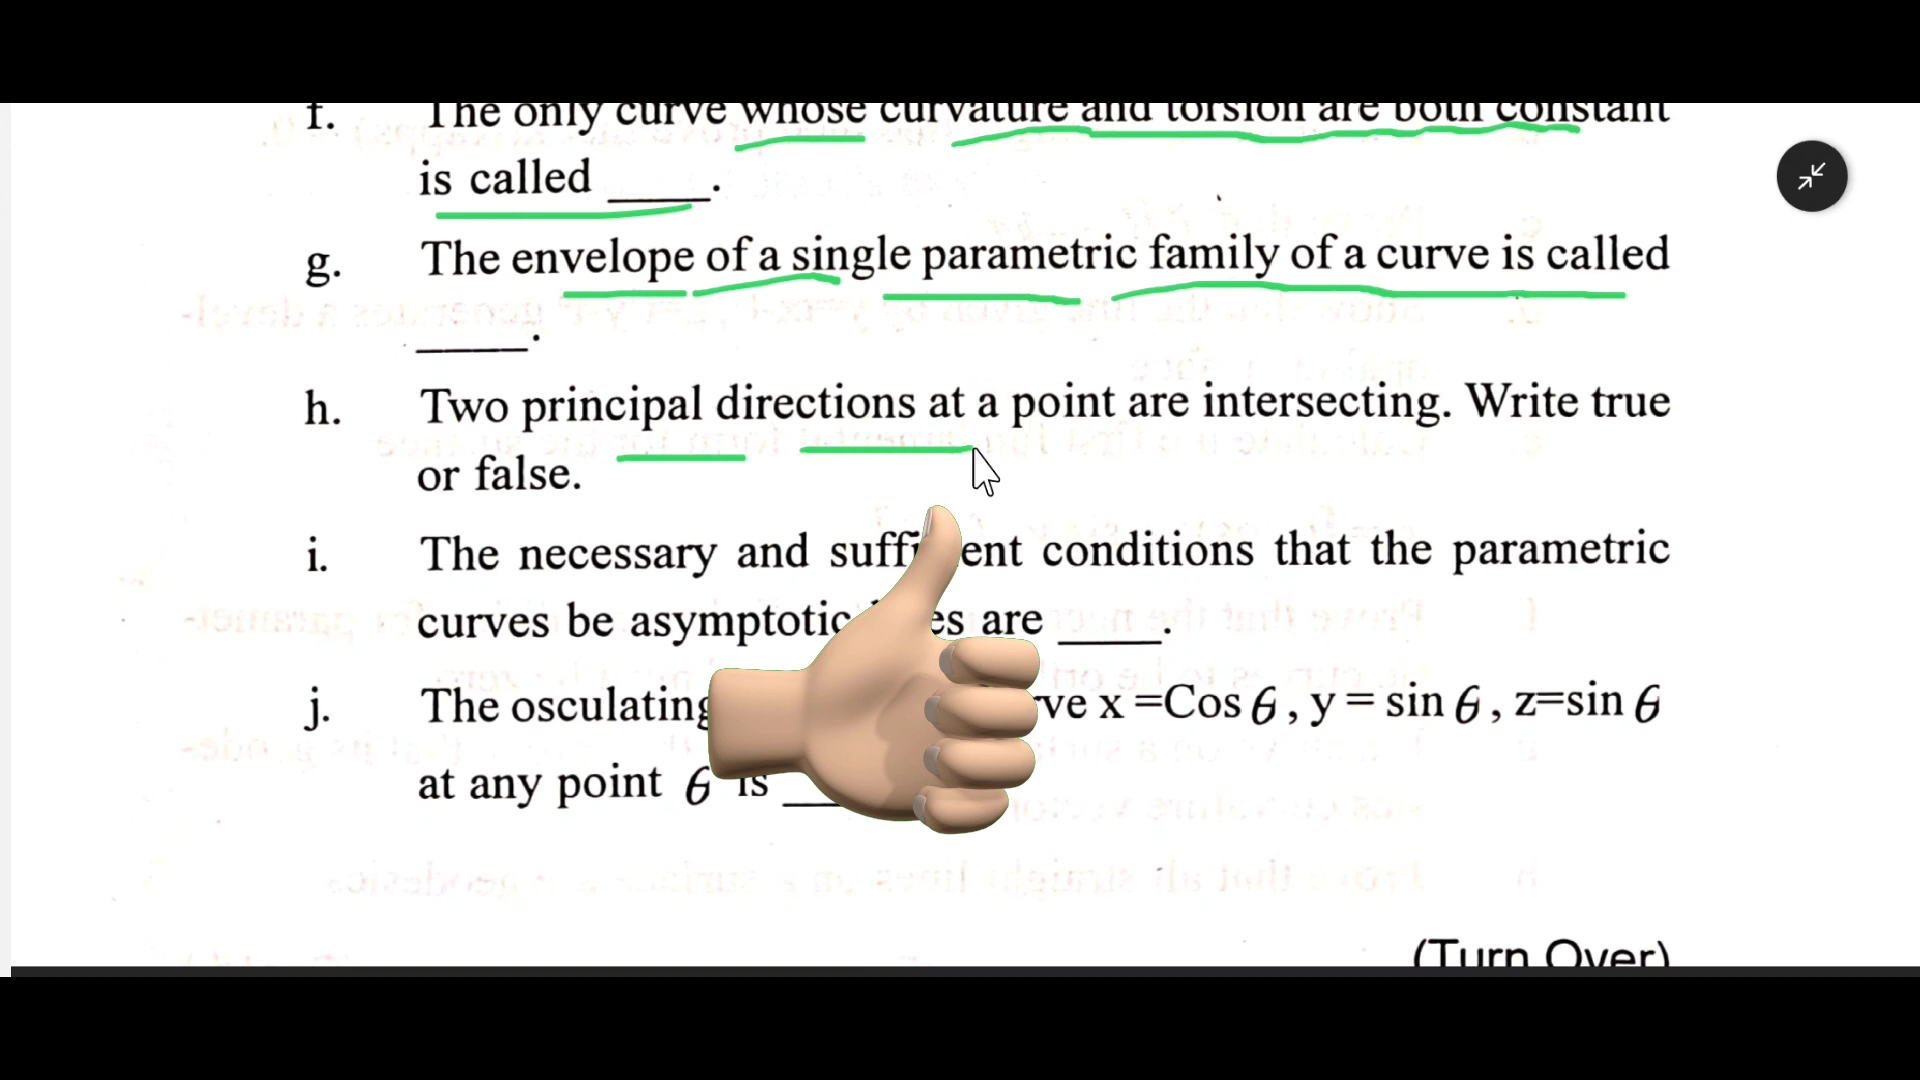 f. The only curve whose curvature and torsion are both constant
is called ____.
g. The envelope of a single parametric family of a curve is called
____.
h. Two principal directions at a point are intersecting. Write true
or false.
i. The necessary and ent conditions that the parametric
curves be asymptotic es are ____.
j. The osculating ve x =Cos θ, y = sin θ, z=sin θ
at any point θ is ____
(Turn Over)